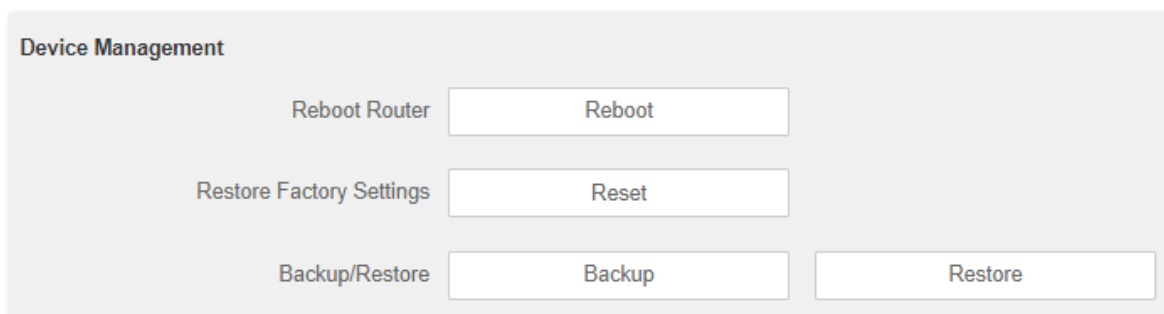 Device Management
Reboot Router Reboot
Restore Factory Settings Reset
Backup/Restore Backup Restore